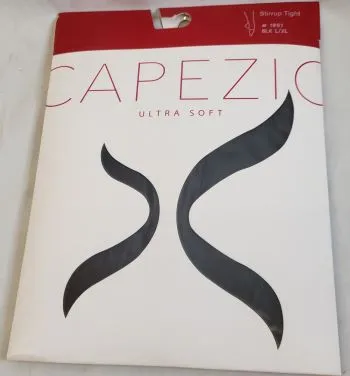 Stirrup Tight
# 1961
BLK L/XL
CAPEZIO
ULTRA SOFT